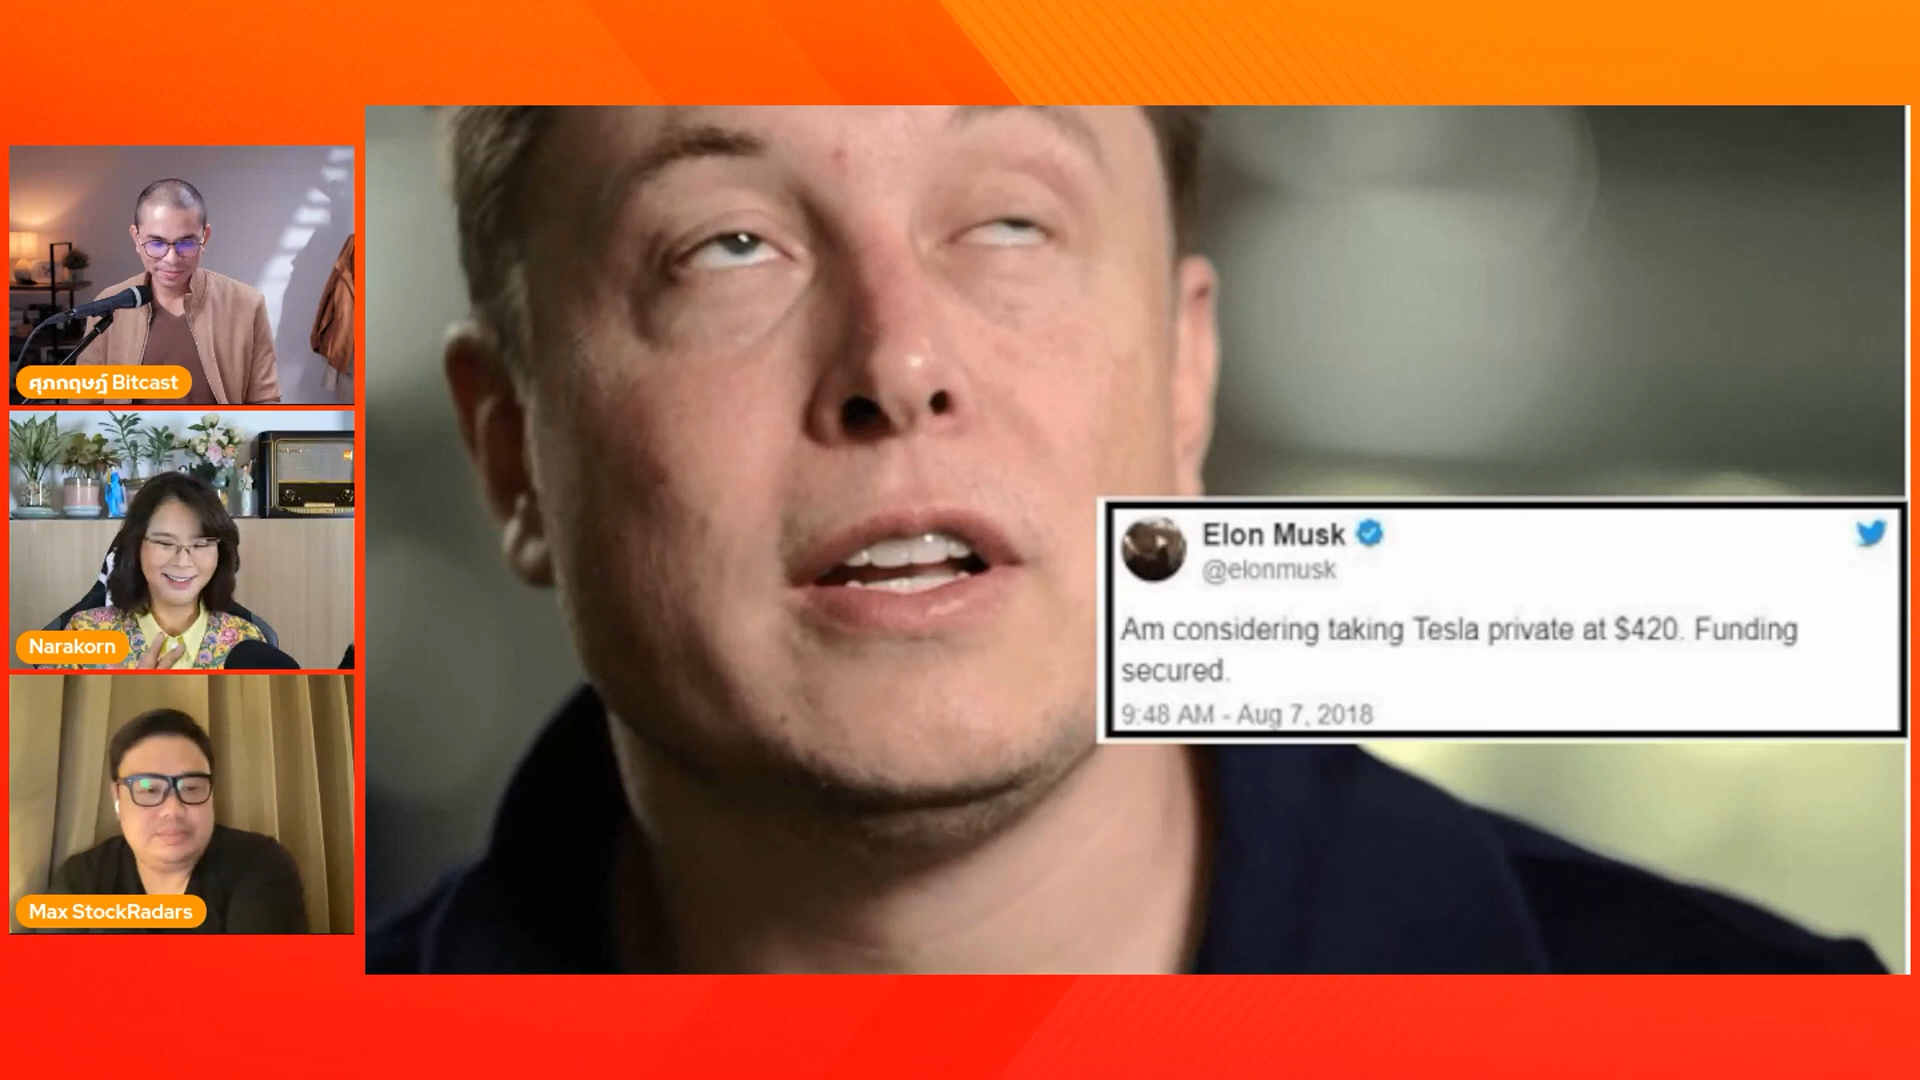 ศุภกฤษฎ์ Bitcast
Narakorn
Max StockRadars
Elon Musk
@elonmusk
Am considering taking Tesla private at $420. Funding
secured.
9:48 AM - Aug 7, 2018